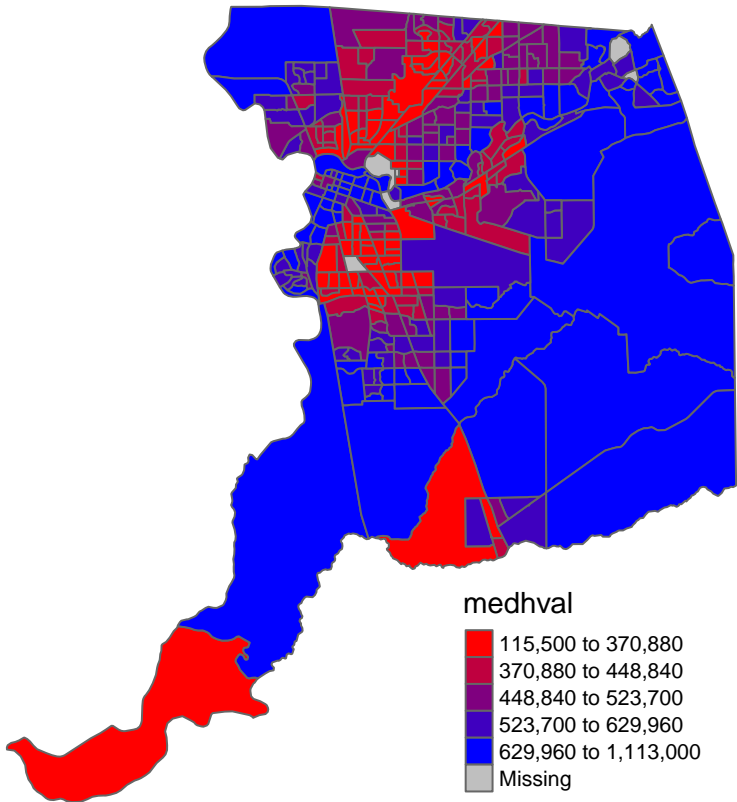 medhval
115,500 to 370,880
370,880 to 448,840
448,840 to 523,700
523,700 to 629,960
629,960 to 1,113,000
Missing